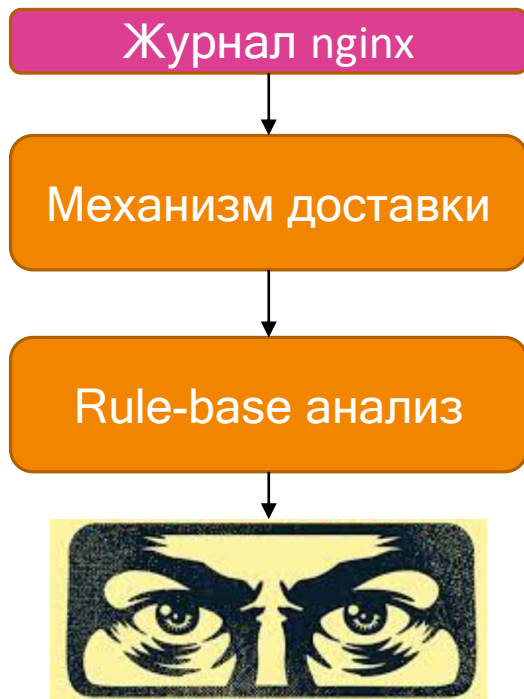 Журнал nginx
Механизм доставки
Rule-base анализ